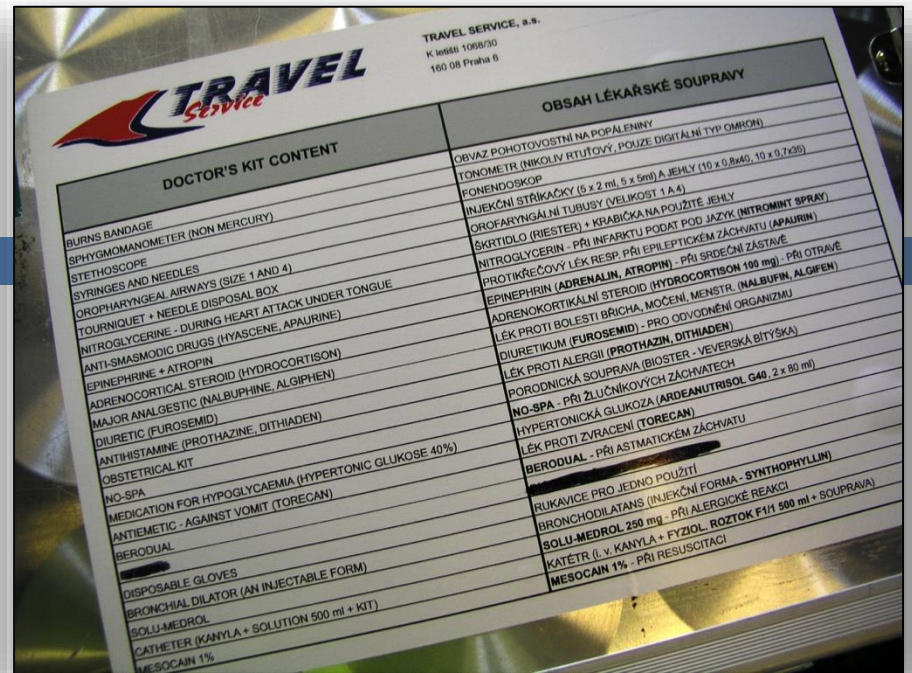 TRAVEL
Service
TRAVEL SERVICE, a.s.
K letišti 1068/30
160 08 Praha 6
DOCTOR'S KIT CONTENT
BURNS BANDAGE
SPHYGMOMANOMETER (NON MERCURY)
STETHOSCOPE
SYRINGES AND NEEDLES
OROPHARYNGEAL AIRWAYS (SIZE 1 AND 4)
TOURNIQUET + NEEDLE DISPOSAL BOX
NITROGLYCERINE - DURING HEART ATTACK UNDER TONGUE
ANTI-SMASMODIC DRUGS (HYASCENE, APAURINE)
EPINEPHRINE + ATROPIN
ADRENOCORTICAL STEROID (HYDROCORTISON)
MAJOR ANALGESTIC (NALBUPHINE, ALGIPHEN)
DIURETIC (FUROSEMID)
ANTIHISTAMINE (PROTHAZINE, DITHIADEN)
OBSTETRICAL KIT
NO-SPA
MEDICATION FOR HYPOGLYCAEMIA (HYPERTONIC GLUKOSE 40%)
ANTIEMETIC - AGAINST VOMIT (TORECAN)
BERODUAL
DISPOSABLE GLOVES
BRONCHIAL DILATOR (AN INJECTABLE FORM)
SOLU-MEDROL
CATHETER (KANYLA + SOLUTION 500 ml + KIT)
MESOCAIN 1%
OBSAH LÉKAŘSKÉ SOUPRAVY
OBVAZ POHOTOVOSTNÍ NA POPÁLENINY
TONOMETR (NIKOLIV RTUŤOVÝ, POUZE DIGITÁLNÍ TYP OMRON)
FONENDOSKOP
INJEKČNÍ STŘÍKAČKY (5 x 2 ml, 5 x 5ml) A JEHLY (10 x 0,8x40, 10 x 0,7x35)
OROFARYNGÁLNÍ TUBUSY (VELIKOST 1 A 4)
ŠKRTIDLO (RIESTER) + KRABIČKA NA POUŽITÉ JEHLY
NITROGLYCERIN - PŘI INFARKTU PODAT POD JAZYK (NITROMINT SPRAY)
PROTIKŘEČOVÝ LÉK RESP. PŘI EPILEPTICKÉM ZÁCHVATU (APAURIN)
EPINEPHRIN (ADRENALIN, ATROPIN) - PŘI SRDEČNÍ ZÁSTAVĚ
ADRENOKORTIKÁLNÍ STEROID (HYDROCORTISON 100 mg) - PŘI OTRAVĚ
LÉK PROTI BOLESTI BŘICHA, MOČENÍ, MENSTR. (NALBUFIN, ALGIFEN)
DIURETIKUM (FUROSEMID) - PRO ODVODNĚNÍ ORGANIZMU
LÉK PROTI ALERGII (PROTHAZIN, DITHIADEN)
PORODNICKÁ SOUPRAVA (BIOSTER - VEVERSKÁ BÍTÝŠKA)
NO-SPA - PŘI ŽLUČNÍKOVÝCH ZÁCHVATECH
HYPERTONICKÁ GLUKOZA (ARDEANUTRISOL G40, 2 x 80 ml)
LÉK PROTI ZVRACENÍ (TORECAN)
BERODUAL - PŘI ASTMATICKÉM ZÁCHVATU
RUKAVICE PRO JEDNO POUŽITÍ
BRONCHODILATANS (INJEKČNÍ FORMA - SYNTHOPHYLLIN)
SOLU-MEDROL 250 mg - PŘI ALERGICKÉ REAKCI
KATÉTR (i. v. KANYLA + FYZIOL. ROZTOK F1/1 500 ml + SOUPRAVA)
MESOCAIN 1% - PŘI RESUSCITACI